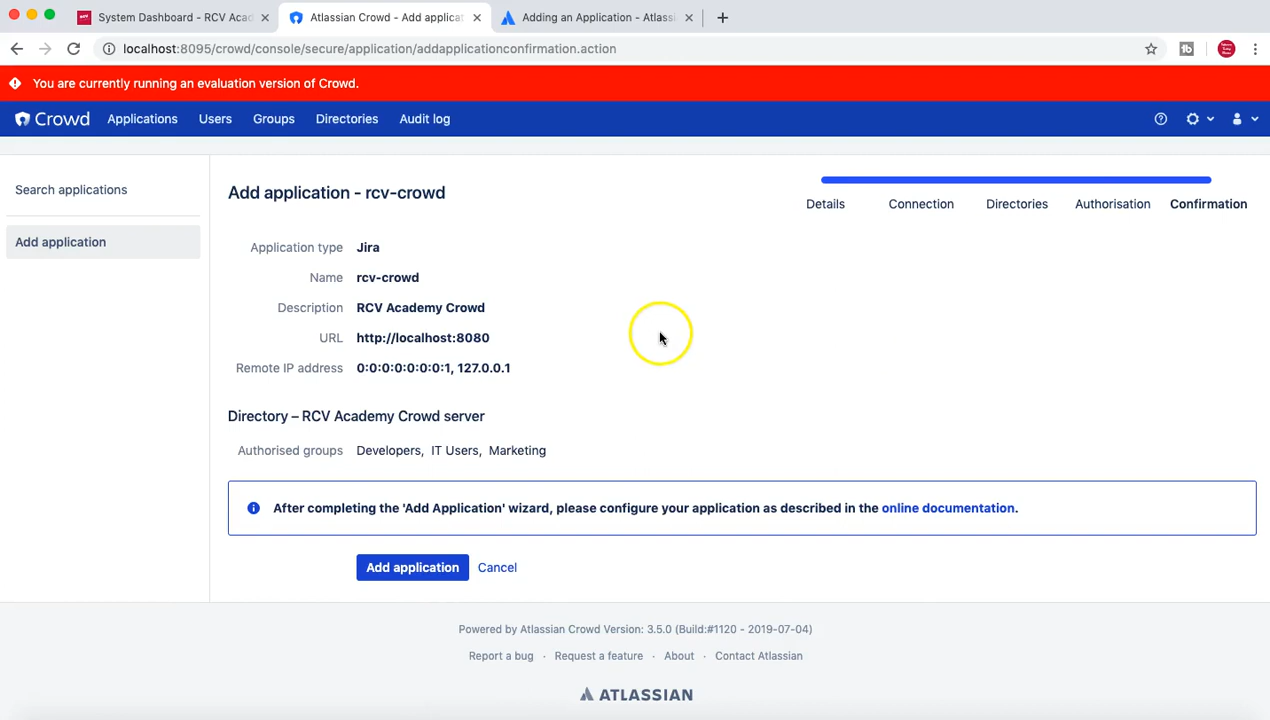 System Dashboard - RCV Acad
Atlassian Crowd - Add applicat
Adding an Application - Atlassi
localhost:8095/crowd/console/secure/application/addapplicationconfirmation.action
You are currently running an evaluation version of Crowd.
Crowd Applications Users Groups Directories Audit log
Search applications
Add application
Add application - rcv-crowd
Details Connection Directories Authorisation Confirmation
Application type Jira
Name rcv-crowd
Description RCV Academy Crowd
URL http://localhost:8080
Remote IP address 0:0:0:0:0:0:0:1, 127.0.0.1
Directory – RCV Academy Crowd server
Authorised groups Developers, IT Users, Marketing
After completing the 'Add Application' wizard, please configure your application as described in the online documentation.
Add application Cancel
Powered by Atlassian Crowd Version: 3.5.0 (Build:#1120 - 2019-07-04)
Report a bug · Request a feature · About · Contact Atlassian
ATLASSIAN